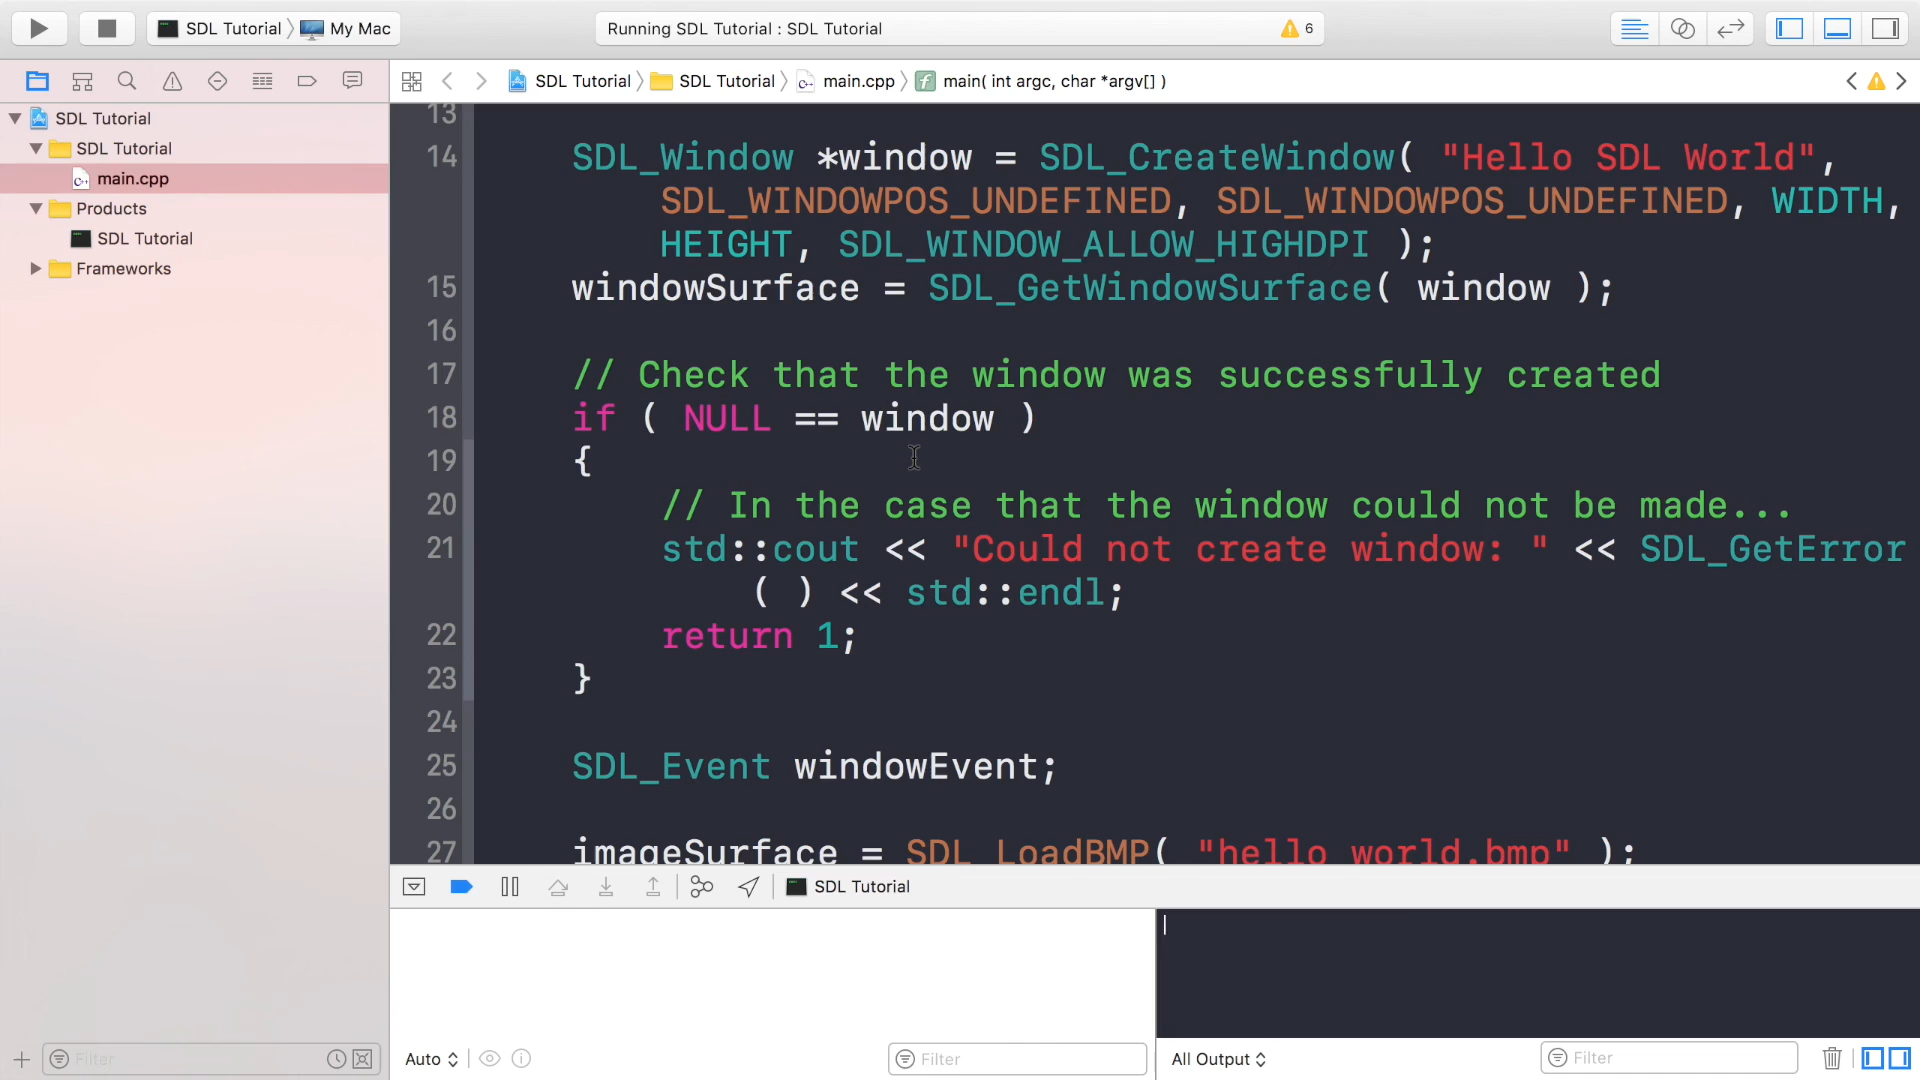 SDL Tutorial My Mac Running SDL Tutorial : SDL Tutorial 6
SDL Tutorial SDL Tutorial main.cpp main( int argc, char *argv[] )
SDL Tutorial
SDL Tutorial
main.cpp
Products
SDL Tutorial
Frameworks
13
14 SDL_Window *window = SDL_CreateWindow( "Hello SDL World",
SDL_WINDOWPOS_UNDEFINED, SDL_WINDOWPOS_UNDEFINED, WIDTH,
HEIGHT, SDL_WINDOW_ALLOW_HIGHDPI );
15 windowSurface = SDL_GetWindowSurface( window );
16
17 // Check that the window was successfully created
18 if ( NULL == window )
19 {
20 // In the case that the window could not be made...
21 std::cout << "Could not create window: " << SDL_GetError
( ) << std::endl;
22 return 1;
23 }
24
25 SDL_Event windowEvent;
26
27 imageSurface = SDL_LoadBMP( "hello_world.bmp" );
SDL Tutorial
Filter Auto Filter All Output Filter